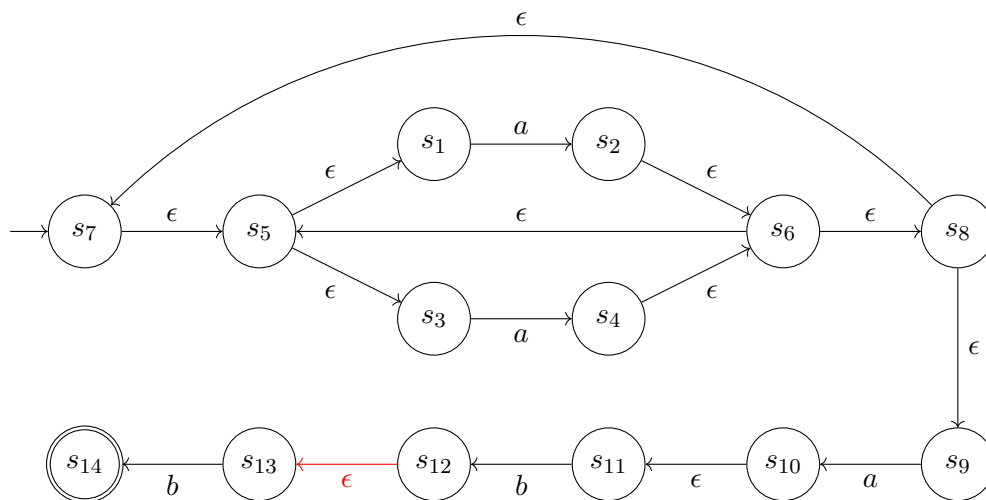 ϵ
s1 a s2
ϵ ϵ
s7 ϵ s5 ϵ s6 ϵ s8
ϵ ϵ
s3 a s4
ϵ
s14 b s13 ϵ s12 b s11 ϵ s10 a s9